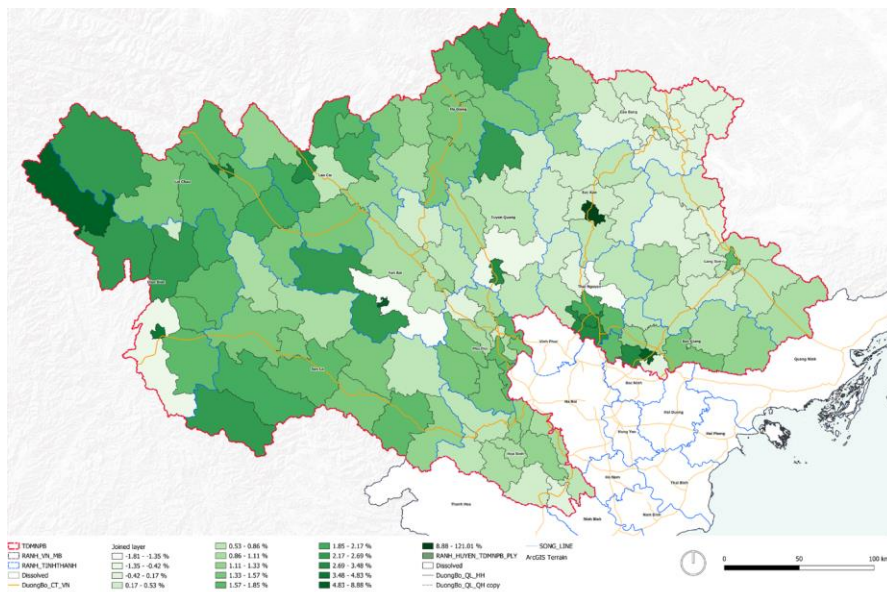 Ha Giang
Cao Bang
Lao Cai
Lai Chau
Bac Kan
Tuyen Quang
Lang Son
Dien Bien
Yen Bai
Thai Nguyen
Phu Tho
Vinh Phuc
Bac Giang
Quang Ninh
Son La
Bac Ninh
Ha Noi
Hai Duong
Hai Phong
Hung Yen
Hoa Binh
Thai Binh
Ha Nam
Nam Dinh
Thanh Hoa
Ninh Binh
TDMNPB
RANH_VN_MB
RANH_TINHTHANH
Dissolved
DuongBo_CT_VN
Joined layer
-1.81 - -1.35 %
-1.35 - -0.42 %
-0.42 - 0.17 %
0.17 - 0.53 %
0.53 - 0.86 %
0.86 - 1.11 %
1.11 - 1.33 %
1.33 - 1.57 %
1.57 - 1.85 %
1.85 - 2.17 %
2.17 - 2.69 %
2.69 - 3.48 %
3.48 - 4.83 %
4.83 - 8.88 %
8.88 - 121.01 %
RANH_HUYEN_TDMNPB_PLY
Dissolved
DuongBo_QL_HH
DuongBo_QL_QH copy
SONG_LINE
ArcGIS Terrain
0 50 100 km